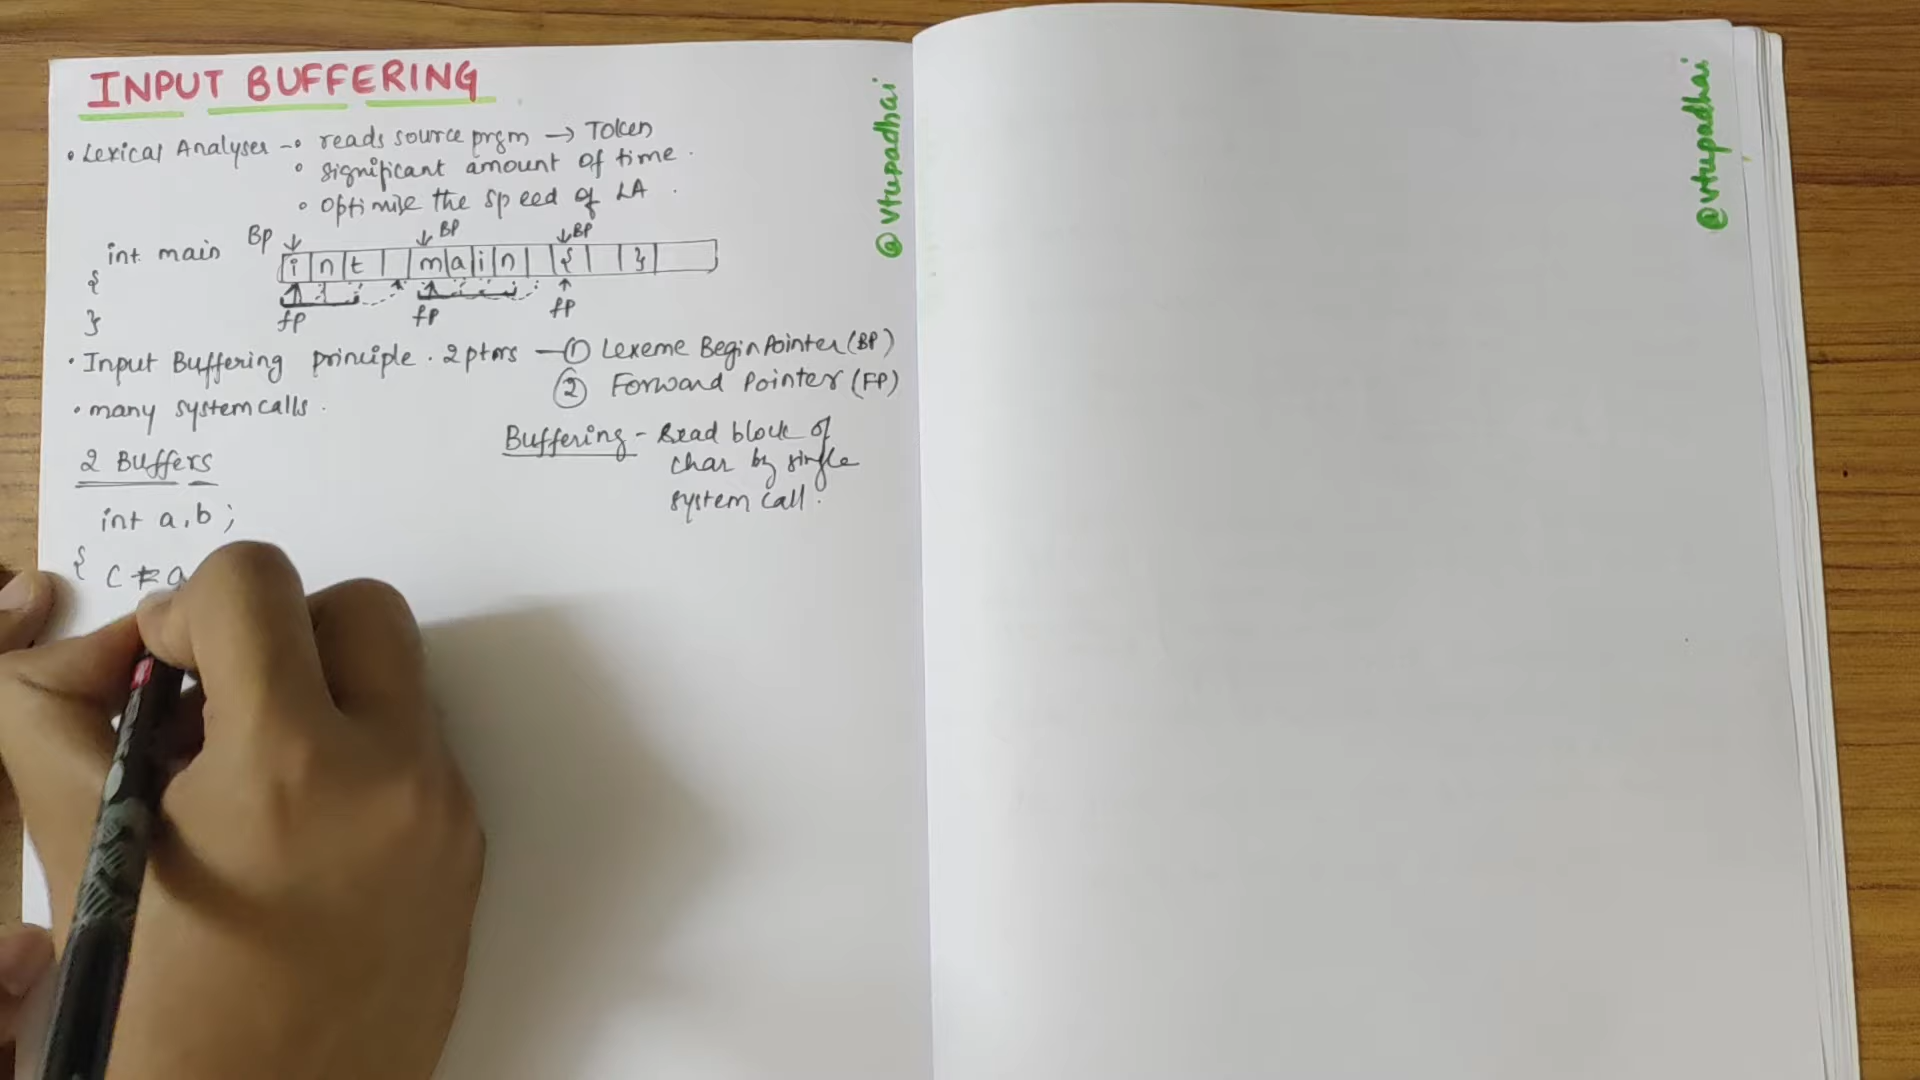 INPUT BUFFERING
• Lexical Analyser - ∘ reads source prgm → Token
∘ significant amount of time.
∘ optimize the speed of LA.
int main
{
}
BP BP BP
i n t m a i n { }
fp fp fp
• Input Buffering principle. 2 ptrs — ① Lexeme Begin Pointer (BP)
② Forward Pointer (FP)
• many system calls.
Buffering - Read block of
char by single
system call.
2 Buffers
int a,b;
{ C = a
@vtupadhai
@vtupadhai